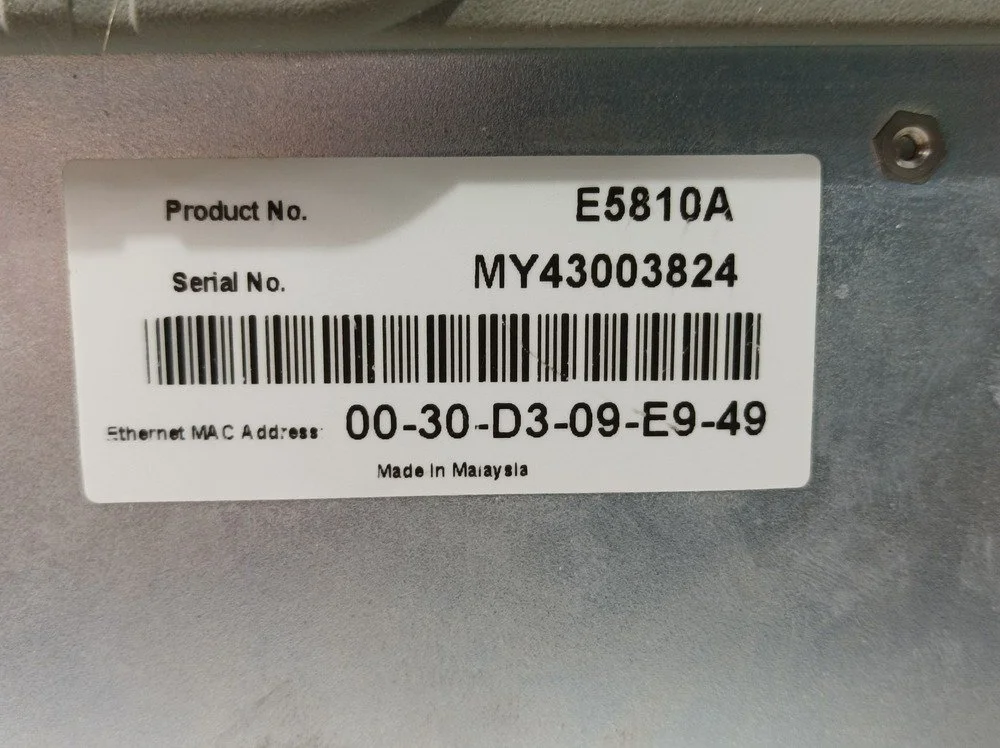 Product No. E5810A
Serial No. MY43003824
Ethernet MAC Address: 00-30-D3-09-E9-49
Made In Malaysia